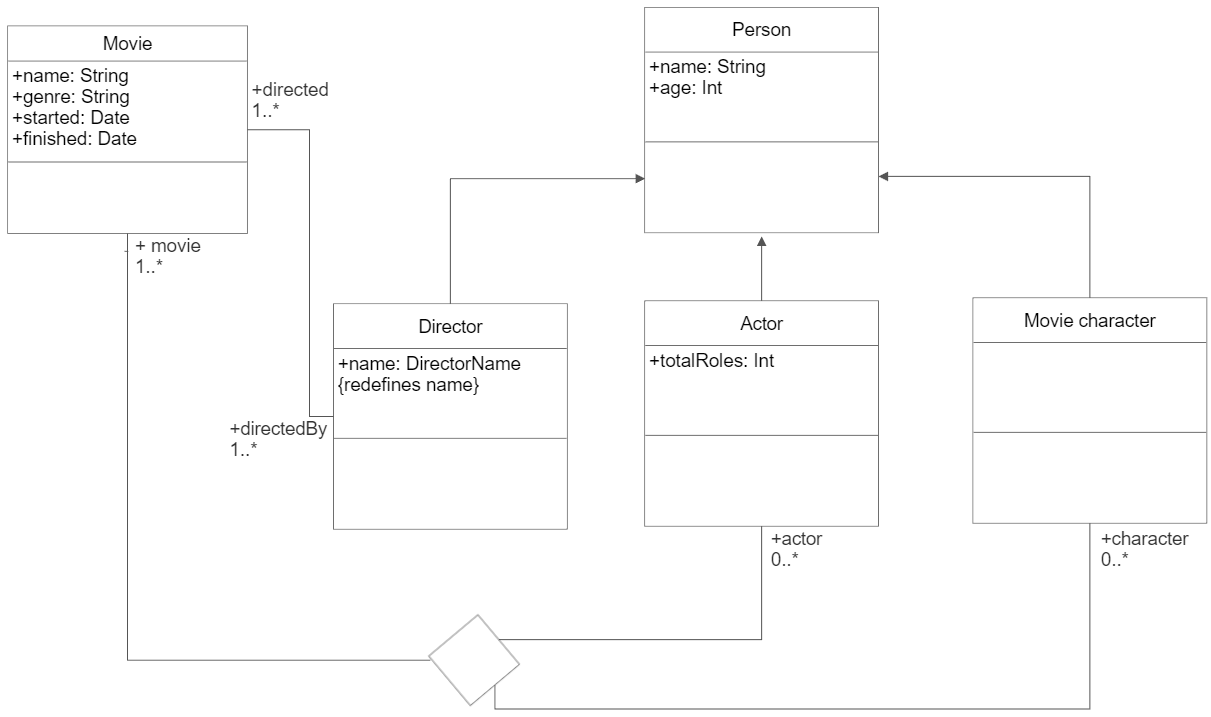 Movie
+name: String
+genre: String
+started: Date
+finished: Date
+directed
1..*
+ movie
1..*
Person
+name: String
+age: Int
Director
+name: DirectorName
{redefines name}
+directedBy
1..*
Actor
+totalRoles: Int
Movie character
+actor
0..*
+character
0..*